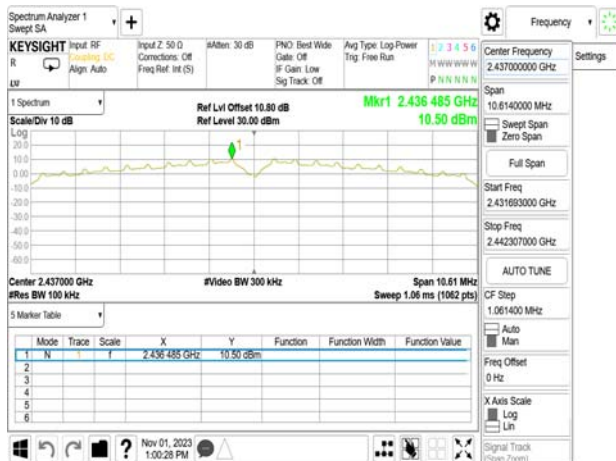 Spectrum Analyzer 1
Swept SA
+
Frequency
KEYSIGHT
R
LXI
Input: RF
Coupling: DC
Align: Auto
Input Z: 50 Ω
Corrections: Off
Freq Ref: Int (S)
#Atten: 30 dB
PNO: Best Wide
Gate: Off
IF Gain: Low
Sig Track: Off
Avg Type: Log-Power
Trig: Free Run
1 2 3 4 5 6
M W W W W W
P N N N N N
Center Frequency
2.437000000 GHz
Settings
Span
10.6140000 MHz
Swept Span
Zero Span
Full Span
Start Freq
2.431693000 GHz
Stop Freq
2.442307000 GHz
AUTO TUNE
CF Step
1.061400 MHz
Auto
Man
Freq Offset
0 Hz
X Axis Scale
Log
Lin
Signal Track
(Span Zoom)
1 Spectrum
Scale/Div 10 dB
Ref Lvl Offset 10.80 dB
Ref Level 30.00 dBm
Mkr1 2.436 485 GHz
10.50 dBm
Log
20.0
10.0
0.00
-10.0
-20.0
-30.0
-40.0
-50.0
-60.0
1
Center 2.437000 GHz
#Res BW 100 kHz
#Video BW 300 kHz
Span 10.61 MHz
Sweep 1.06 ms (1062 pts)
5 Marker Table
Mode Trace Scale X Y Function Function Width Function Value
1 N 1 f 2.436 485 GHz 10.50 dBm
2
3
4
5
6
?
Nov 01, 2023
1:00:28 PM